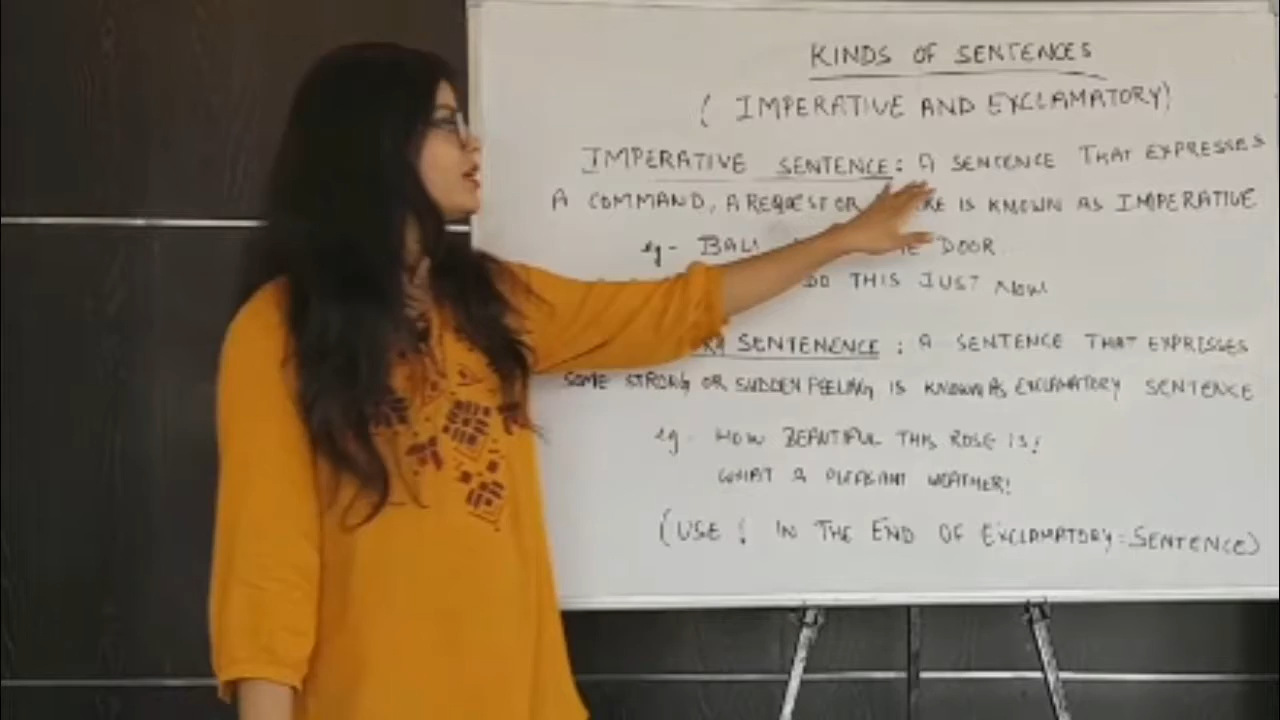 KINDS OF SENTENCES
(IMPERATIVE AND EXCLAMATORY)
IMPERATIVE SENTENCE: A SENTENCE THAT EXPRESSES
A COMMAND, A REQUEST OR IS KNOWN AS IMPERATIVE
eg- DOOR
DO THIS JUST NOW
SENTENENCE : A SENTENCE THAT EXPRESSES
SOME STRONG OR SUDDEN FEELING IS KNOWN AS EXCLAMATORY SENTENCE
eg- HOW BEAUTIFUL THIS ROSE IS!
WHAT A PLEASANT WEATHER!
(USE ! IN THE END OF EXCLAMATORY SENTENCE)